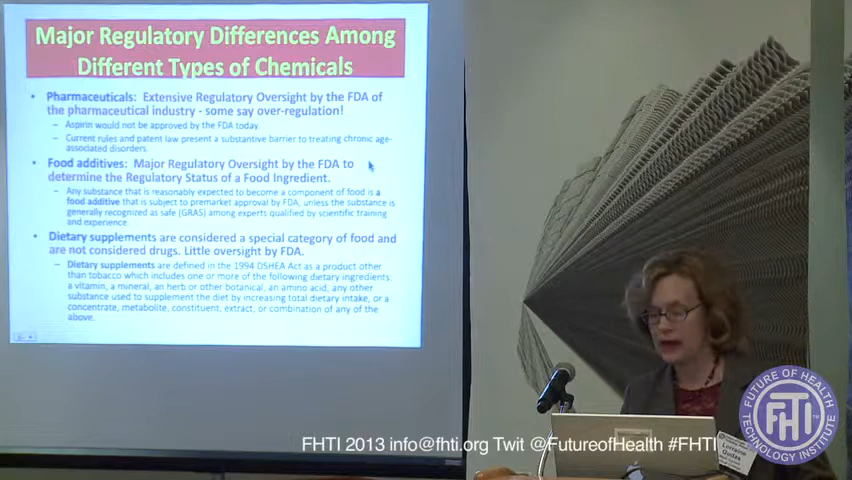 Major Regulatory Differences Among
Different Types of Chemicals
• Pharmaceuticals: Extensive Regulatory Oversight by the FDA of
the pharmaceutical industry - some say over-regulation!
– Aspirin would not be approved by the FDA today.
– Current rules and patent law present a substantive barrier to treating chronic age-
associated disorders.
• Food additives: Major Regulatory Oversight by the FDA to
determine the Regulatory Status of a Food Ingredient.
– Any substance that is reasonably expected to become a component of food is a
food additive that is subject to premarket approval by FDA, unless the substance is
generally recognized as safe (GRAS) among experts qualified by scientific training
and experience.
• Dietary supplements are considered a special category of food and
are not considered drugs. Little oversight by FDA.
– Dietary supplements are defined in the 1994 DSHEA Act as a product other
than tobacco which includes one or more of the following dietary ingredients:
a vitamin, a mineral, an herb or other botanical, an amino acid, any other
substance used to supplement the diet by increasing total dietary intake, or a
concentrate, metabolite, constituent, extract, or combination of any of the
above.
FUTURE OF HEALTH
FHTI
TM
TECHNOLOGY INSTITUTE
Lorraine
Gudas
FHTI 2013 info@fhti.org Twit @FutureofHealth #FHTI